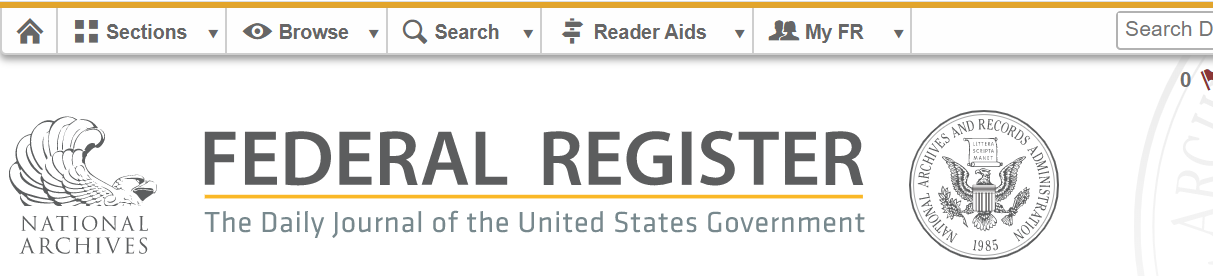 Sections ▼ Browse ▼ Search ▼ Reader Aids ▼ My FR ▼ Search D
0
FEDERAL REGISTER
The Daily Journal of the United States Government
NATIONAL
ARCHIVES
NATIONAL ARCHIVES AND RECORDS ADMINISTRATION
LITTERA
SCRIPTA
MANET
1985